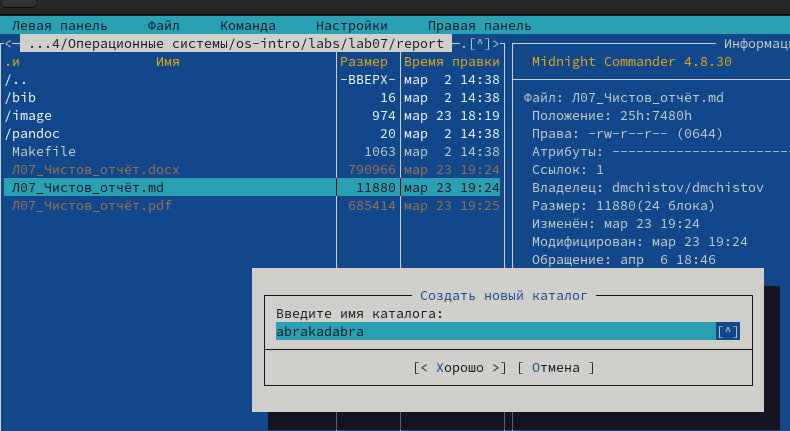 Левая панель Файл Команда Настройки Правая панель
<─ ...4/Операционные системы/os-intro/labs/lab07/report ─.[^]>
.и Имя Размер Время правки
/.. -ВВЕРХ- мар 2 14:38
/bib 16 мар 2 14:38
/image 974 мар 23 18:19
/pandoc 20 мар 2 14:38
Makefile 1063 мар 2 14:38
Л07_Чистов_отчёт.docx 790966 мар 23 19:24
Л07_Чистов_отчёт.md 11880 мар 23 19:24
Л07_Чистов_отчёт.pdf 685414 мар 23 19:25
Информац
Midnight Commander 4.8.30
Файл: Л07_Чистов_отчёт.md
Положение: 25h:7480h
Права: -rw-r--r-- (0644)
Атрибуты: ----------------------
Ссылок: 1
Владелец: dmchistov/dmchistov
Размер: 11880(24 блока)
Изменён: мар 23 19:24
Модифицирован: мар 23 19:24
Обращение: апр 6 18:46
Создать новый каталог
Введите имя каталога:
abrakadabra [^]
[< Хорошо >] [ Отмена ]